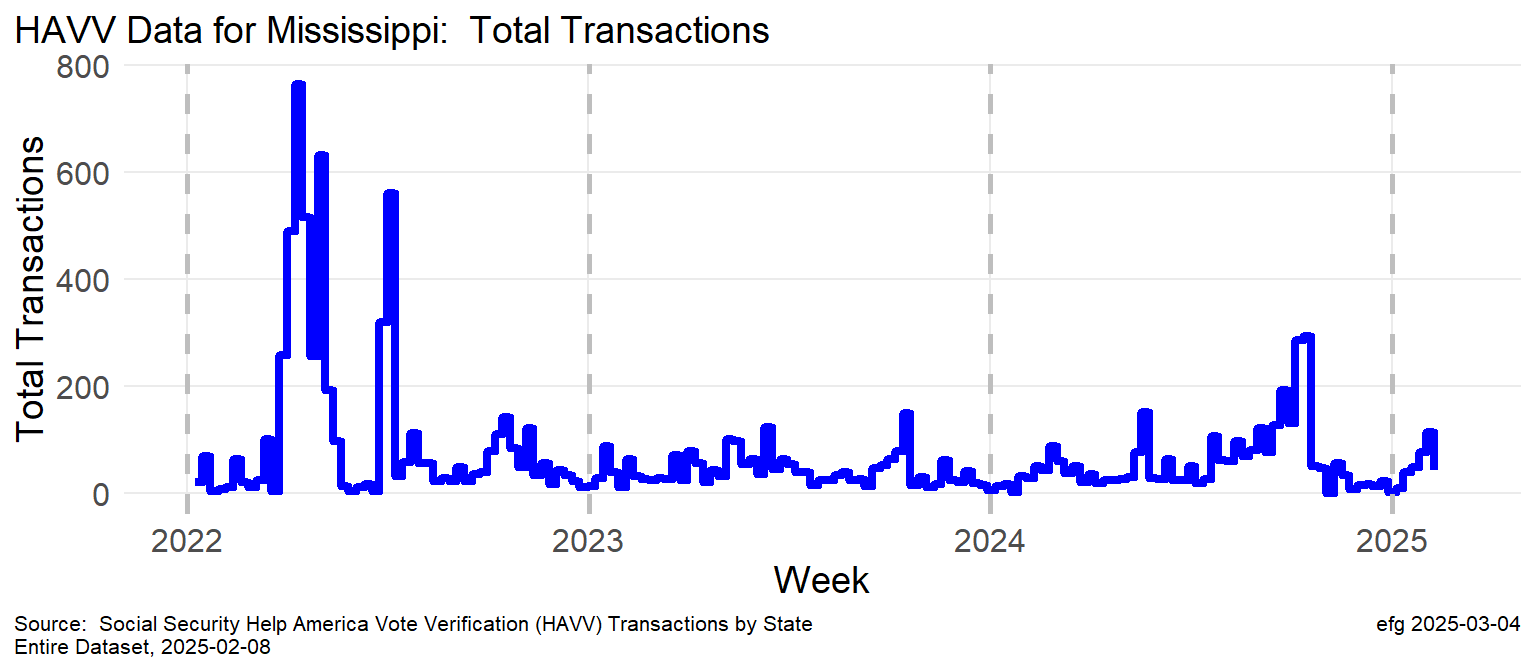 HAVV Data for Mississippi:  Total Transactions
Total Transactions
800
600
400
200
0
2022 2023 2024 2025
Week
Source:  Social Security Help America Vote Verification (HAVV) Transactions by State
Entire Dataset, 2025-02-08
efg 2025-03-04